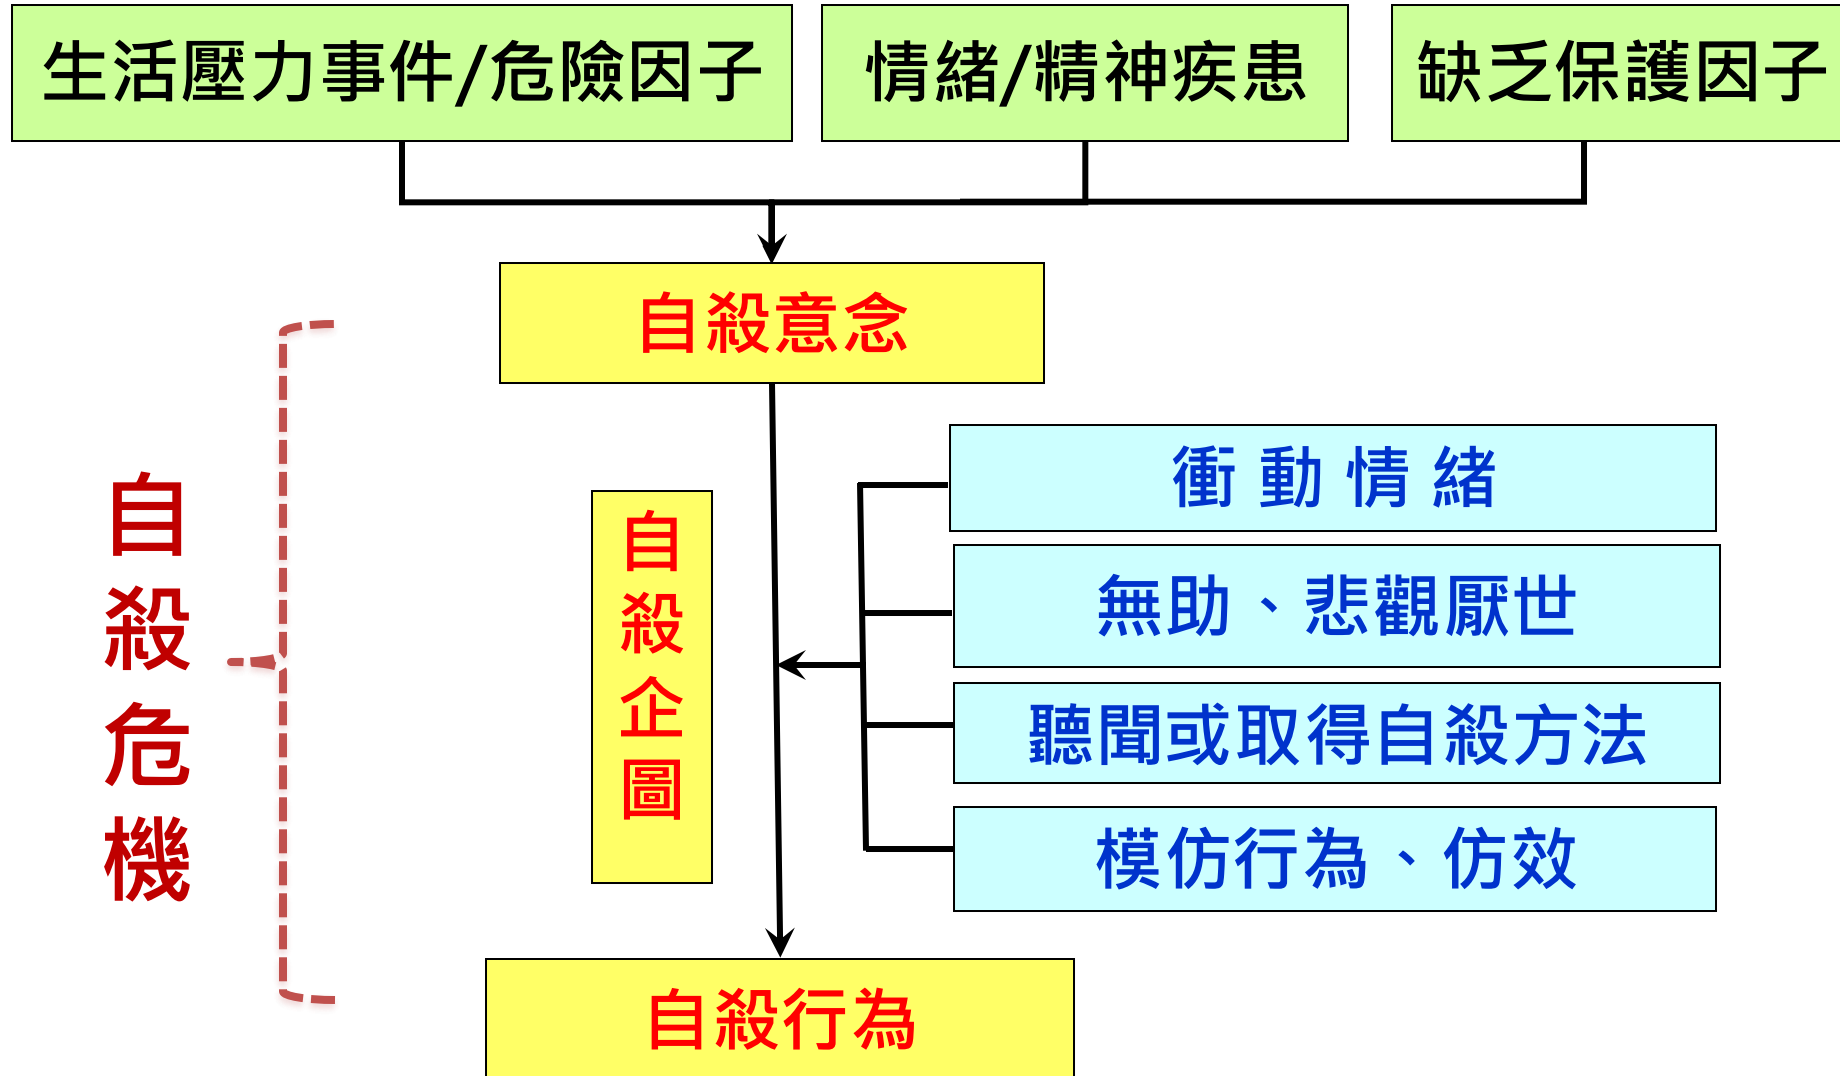 生活壓力事件/危險因子
情緒/精神疾患
缺乏保護因子
自殺意念
自殺危機
自殺企圖
衝動情緒
無助、悲觀厭世
聽聞或取得自殺方法
模仿行為、仿效
自殺行為